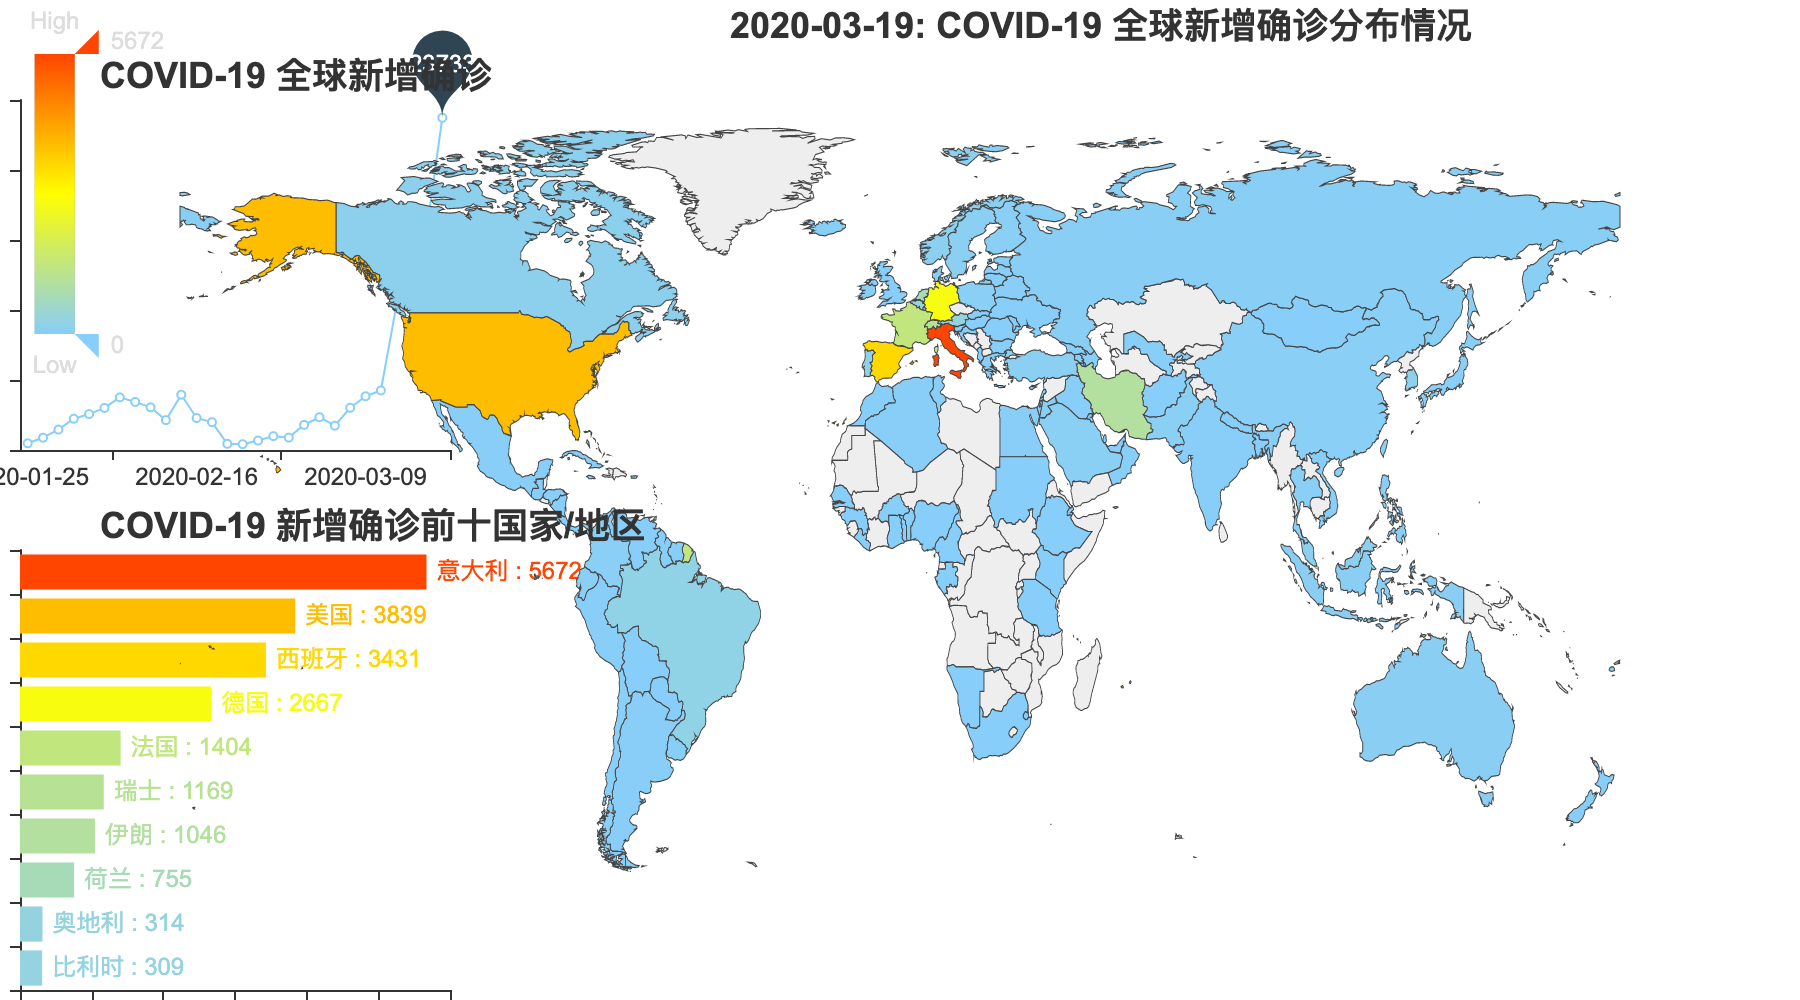 High
5672
0
Low
2020-03-19: COVID-19 全球新增确诊分布情况
COVID-19 全球新增确诊
20-01-25
2020-02-16
2020-03-09
COVID-19 新增确诊前十国家/地区
意大利 : 5672
美国 : 3839
西班牙 : 3431
德国 : 2667
法国 : 1404
瑞士 : 1169
伊朗 : 1046
荷兰 : 755
奥地利 : 314
比利时 : 309